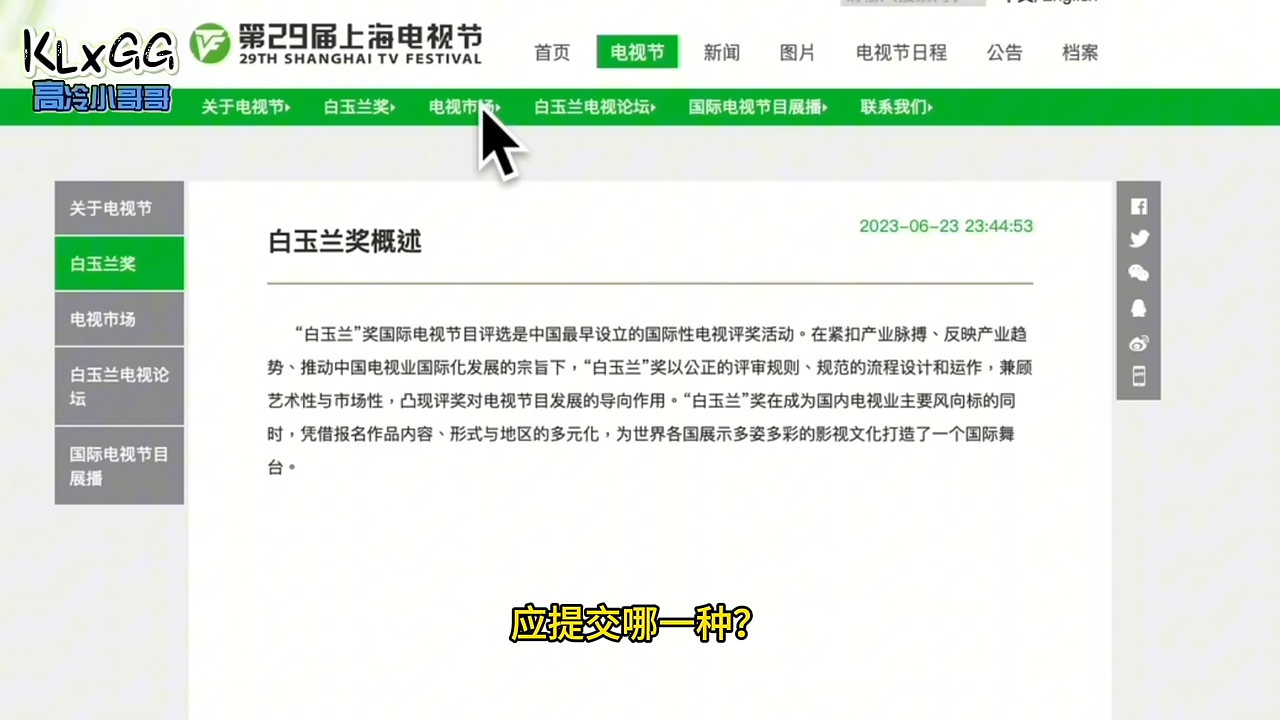 KLxGG
高冷小哥哥
第29届上海电视节
29TH SHANGHAI TV FESTIVAL
首页 电视节 新闻 图片 电视节日程 公告 档案
关于电视节 白玉兰奖 电视市场 白玉兰电视论坛 国际电视节目展播 联系我们
关于电视节
白玉兰奖
电视市场
白玉兰电视论
坛
国际电视节目
展播
白玉兰奖概述
2023-06-23 23:44:53
“白玉兰”奖国际电视节目评选是中国最早设立的国际性电视评奖活动。在紧扣产业脉搏、反映产业趋
势、推动中国电视业国际化发展的宗旨下，“白玉兰”奖以公正的评审规则、规范的流程设计和运作，兼顾
艺术性与市场性，凸现评奖对电视节目发展的导向作用。“白玉兰”奖在成为国内电视业主要风向标的同
时，凭借报名作品内容、形式与地区的多元化，为世界各国展示多姿多彩的影视文化打造了一个国际舞
台。
应提交哪一种?